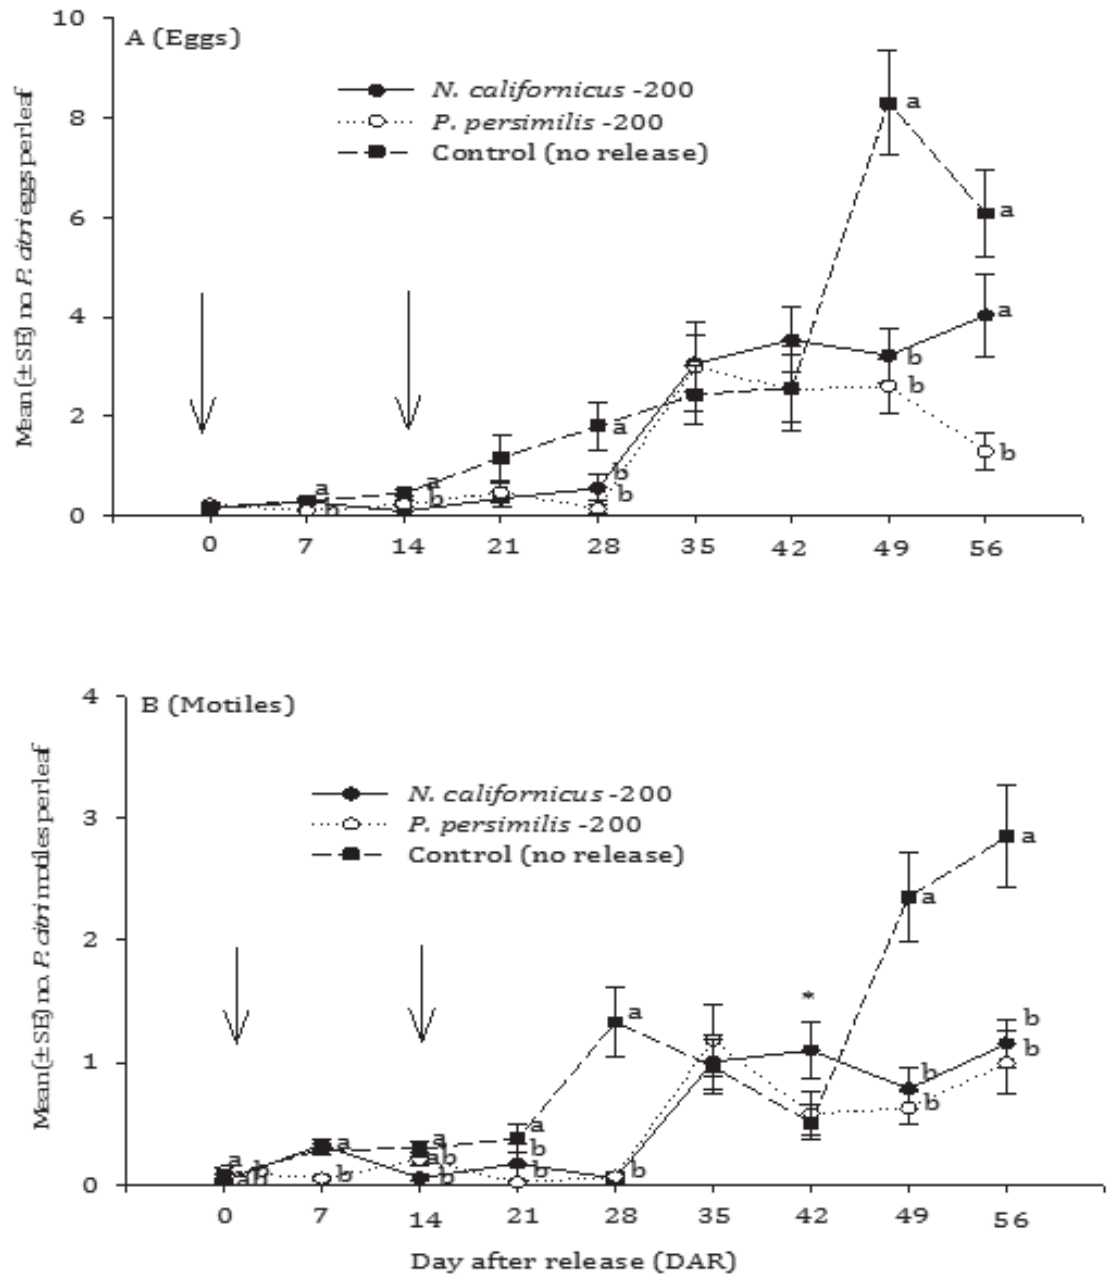 10
A (Eggs)
N. californicus -200
P. persimilis -200
Control (no release)
8
6
4
2
0
Mean (±SE) no P. citri eggs per leaf
a
a
a
b
b
b
a
b
b
a
b
a
0 7 14 21 28 35 42 49 56
4
B (Motiles)
N. californicus -200
P. persimilis -200
Control (no release)
3
2
1
0
Mean (±SE) no. P. citri motiles per leaf
a
a
a
*
b
b
b
b
a
b
b
b
a
b
ab
b
a
b
a
b
ab
0 7 14 21 28 35 42 49 56
Day after release (DAR)